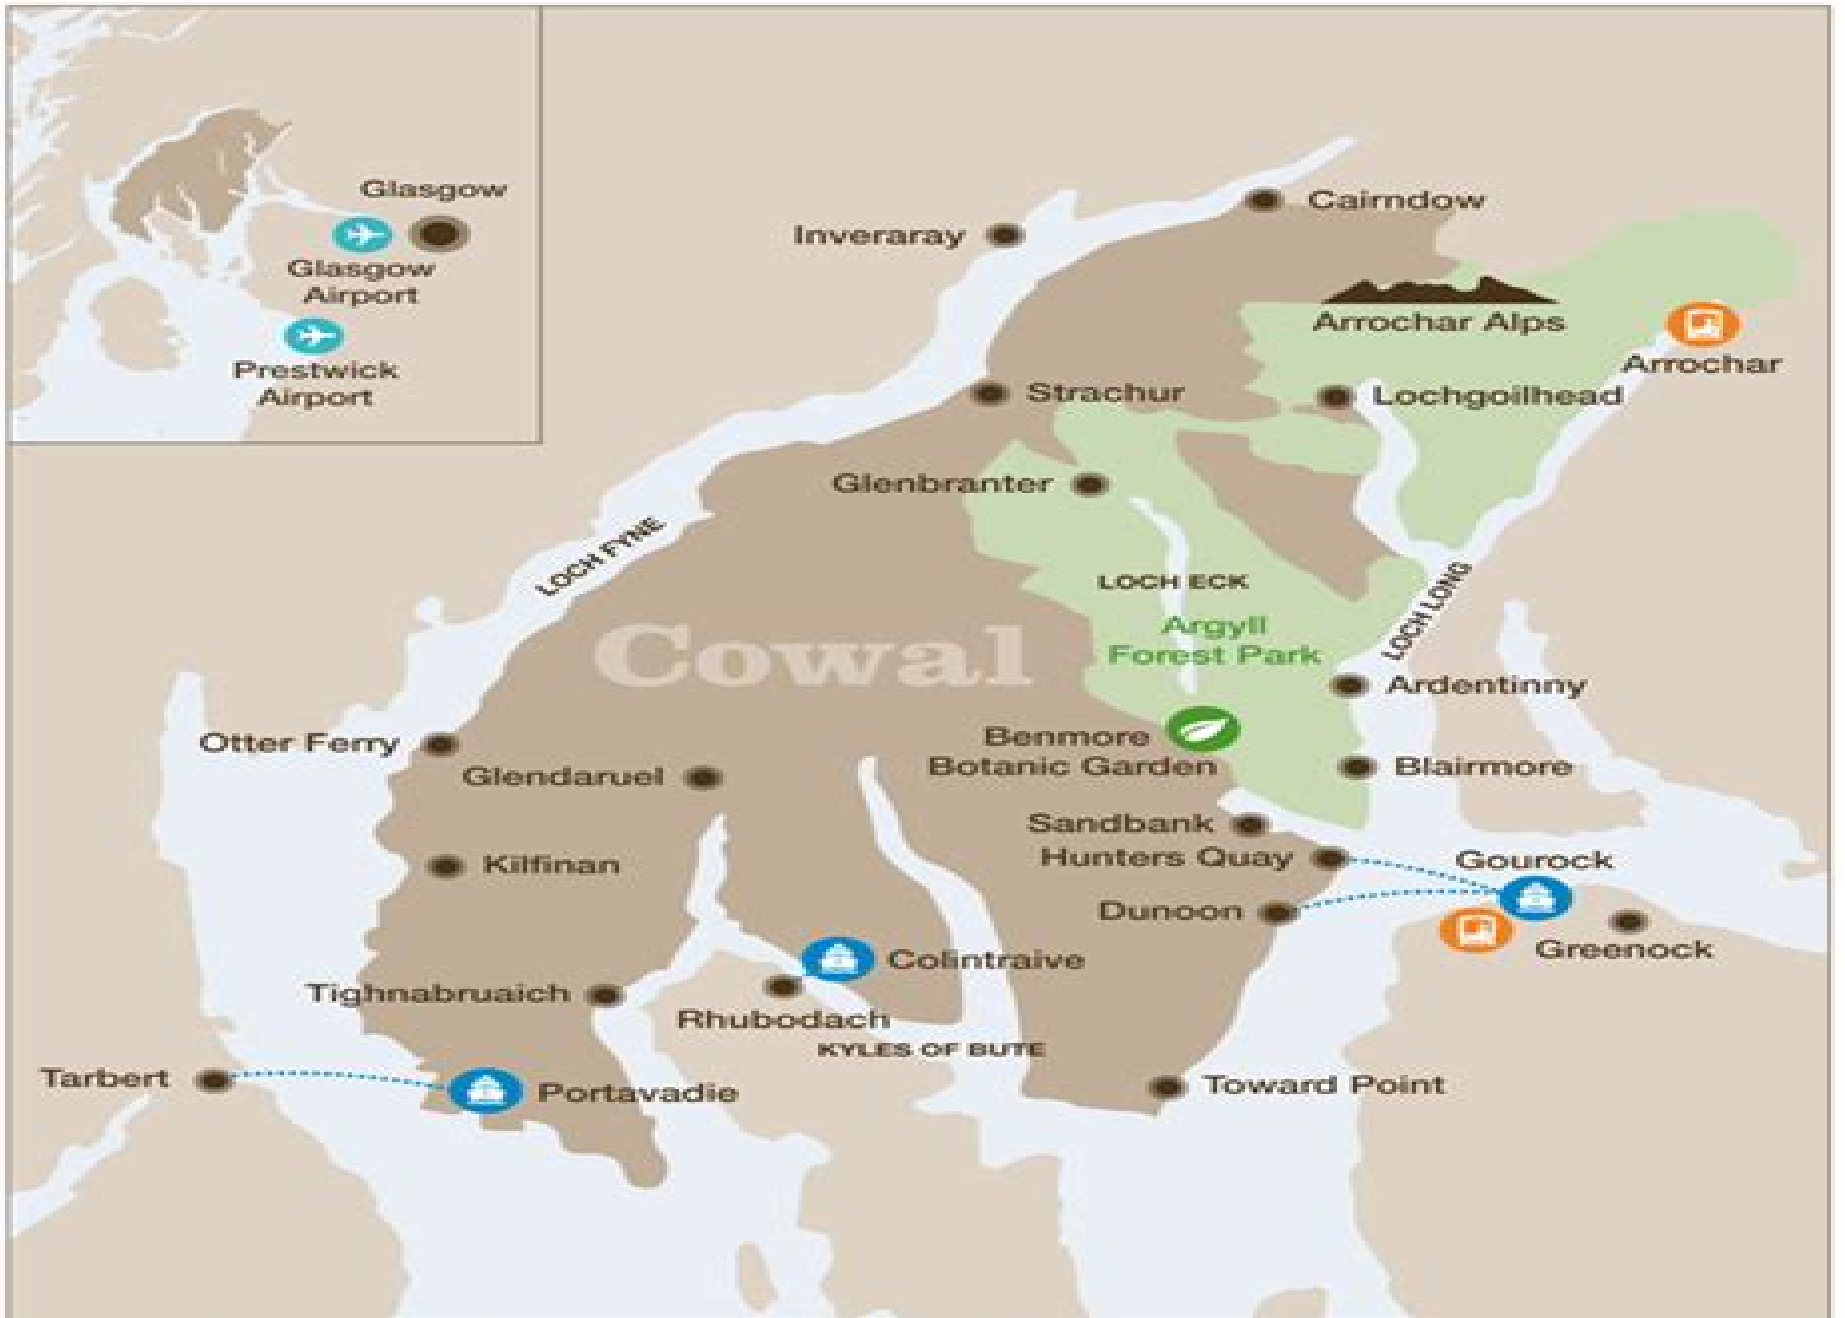 Glasgow
Glasgow
Airport
Prestwick
Airport
Cairndow
Inveraray
Arrochar Alps
Arrochar
Strachur
Lochgoilhead
Glenbranter
LOCH FYNE
LOCH ECK
LOCH LONG
Argyll
Forest Park
Cowal
Ardentinny
Otter Ferry
Benmore
Botanic Garden
Glendaruel
Blairmore
Sandbank
Hunters Quay
Gourock
Kilfinan
Dunoon
Greenock
Colintraive
Tighnabruaich
Rhubodach
KYLES OF BUTE
Tarbert
Portavadie
Toward Point